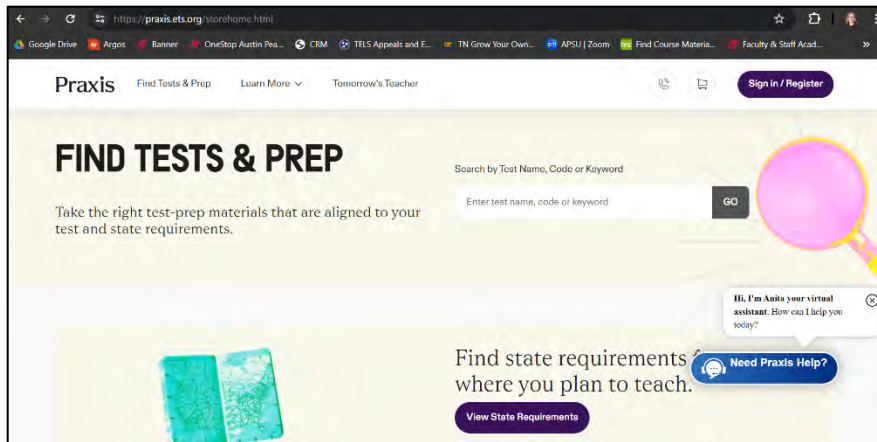 https://praxis.ets.org/storehome.html
Google Drive Argos Banner OneStop Austin Pea... CRM TELS Appeals and E... TN Grow Your Own... APSU | Zoom Find Course Materia... Faculty & Staff Acad... »
Praxis Find Tests & Prep Learn More Tomorrow's Teacher Sign in / Register
FIND TESTS & PREP
Take the right test-prep materials that are aligned to your
test and state requirements.
Search by Test Name, Code or Keyword
Enter test name, code or keyword GO
Hi, I'm Anita your virtual
assistant. How can I help you
today?
Need Praxis Help?
Find state requirements
where you plan to teach.
View State Requirements